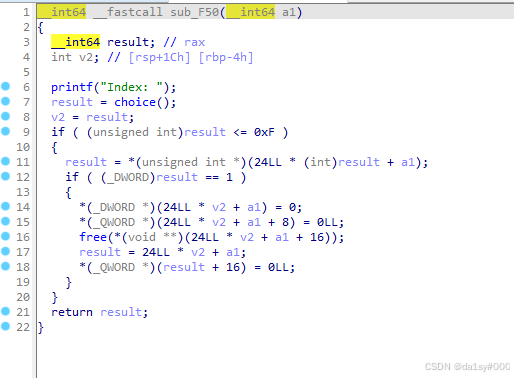 1 __int64 __fastcall sub_F50(__int64 a1)
2 {
3 __int64 result; // rax
4 int v2; // [rsp+1Ch] [rbp-4h]
5
6 printf("Index: ");
7 result = choice();
8 v2 = result;
9 if ( (unsigned int)result <= 0xF )
10 {
11 result = *(unsigned int *)(24LL * (int)result + a1);
12 if ( (_DWORD)result == 1 )
13 {
14 *(_DWORD *)(24LL * v2 + a1) = 0;
15 *(_QWORD *)(24LL * v2 + a1 + 8) = 0LL;
16 free(*(void **)(24LL * v2 + a1 + 16));
17 result = 24LL * v2 + a1;
18 *(_QWORD *)(result + 16) = 0LL;
19 }
20 }
21 return result;
22 }
CSDN @da1sy#000